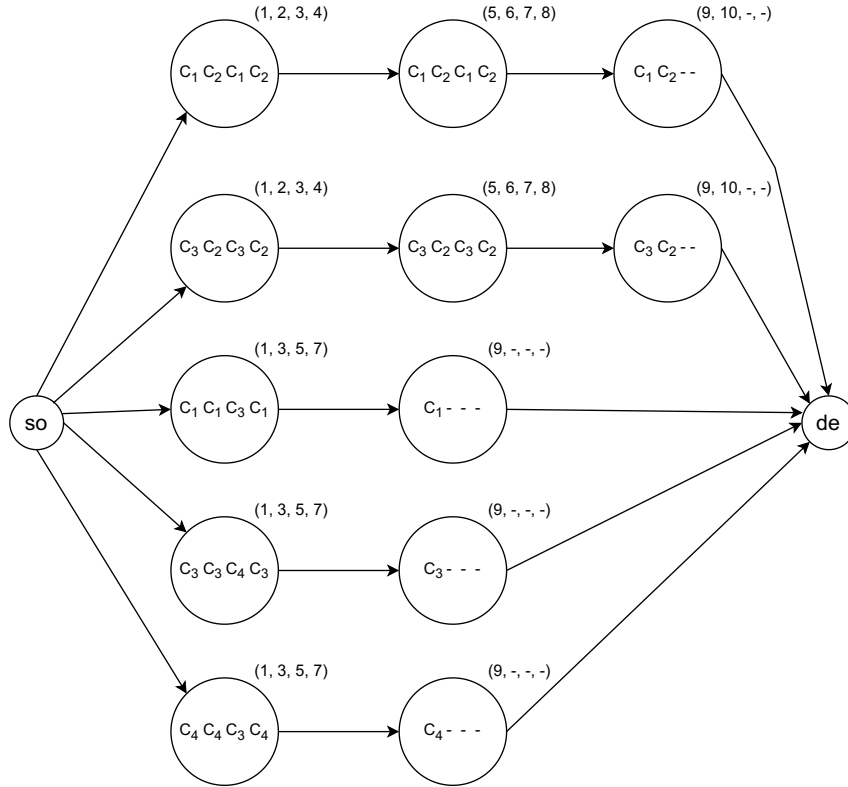 (1, 2, 3, 4) (5, 6, 7, 8) (9, 10, -, -)
C₁ C₂ C₁ C₂ C₁ C₂ C₁ C₂ C₁ C₂ - -
(1, 2, 3, 4) (5, 6, 7, 8) (9, 10, -, -)
C₃ C₂ C₃ C₂ C₃ C₂ C₃ C₂ C₃ C₂ - -
(1, 3, 5, 7) (9, -, -, -)
C₁ C₁ C₃ C₁ C₁ - - -
so de
(1, 3, 5, 7) (9, -, -, -)
C₃ C₃ C₄ C₃ C₃ - - -
(1, 3, 5, 7) (9, -, -, -)
C₄ C₄ C₃ C₄ C₄ - - -